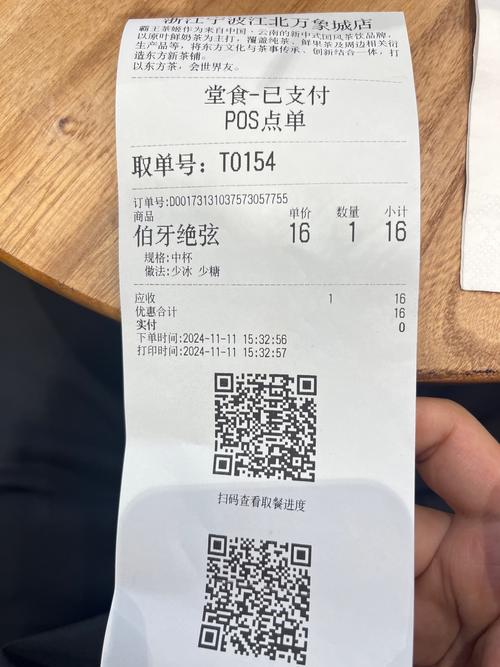 浙江宁波江北万象城店
霸王茶姬作为来自中国·云南的新中式国风茶饮品牌,
以原叶鲜奶茶为主打,覆盖纯茶、鲜果茶及周边相关衍
生产品等,将东方文化与茶事传承、创新结合一体,打
造东方新茶铺。
以东方茶,会世界友。
堂食-已支付
POS点单
取单号: T0154
订单号:D001731310375730577​55
商品 单价 数量 小计
伯牙绝弦 16 1 16
规格:中杯
做法:少冰 少糖
应收 1 16
优惠合计 16
实付 0
下单时间:2024-11-11 15:32:56
打印时间:2024-11-11 15:32:57
扫码查看取餐进度